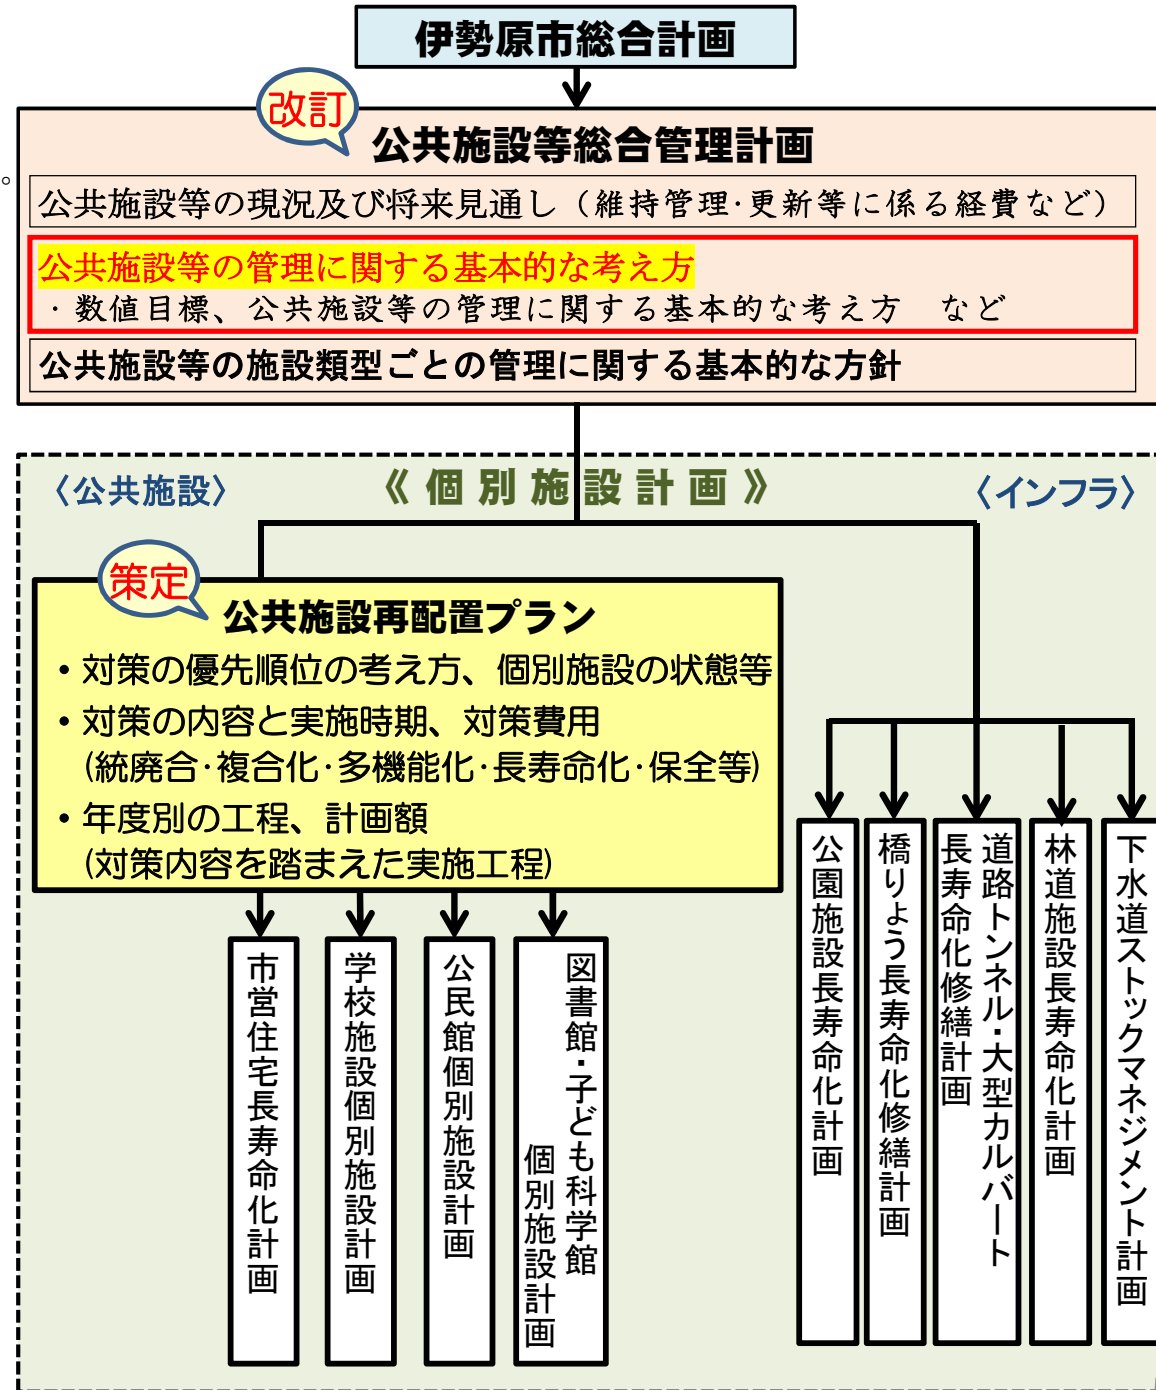 伊勢原市総合計画
改訂
公共施設等総合管理計画
。
公共施設等の現況及び将来見通し（維持管理･更新等に係る経費など）
公共施設等の管理に関する基本的な考え方
・数値目標、公共施設等の管理に関する基本的な考え方　など
公共施設等の施設類型ごとの管理に関する基本的な方針
〈公共施設〉
《個別施設計画》
〈インフラ〉
策定
公共施設再配置プラン
・対策の優先順位の考え方、個別施設の状態等
・対策の内容と実施時期、対策費用
(統廃合･複合化･多機能化･長寿命化･保全等)
・年度別の工程、計画額
(対策内容を踏まえた実施工程)
市営住宅長寿命化計画
学校施設個別施設計画
公民館個別施設計画
図書館・子ども科学館
個別施設計画
公園施設長寿命化計画
橋りょう長寿命化修繕計画
道路トンネル・大型カルバート
長寿命化修繕計画
林道施設長寿命化計画
下水道ストックマネジメント計画